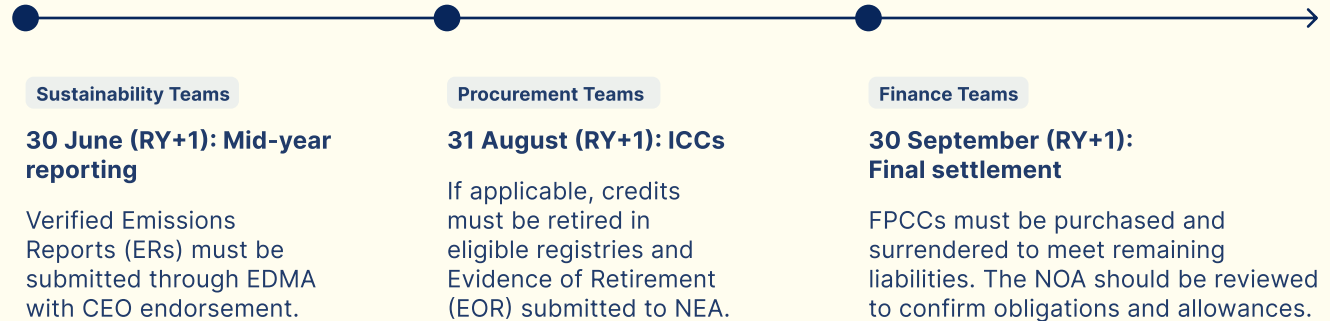 Sustainability Teams
30 June (RY+1): Mid-year
reporting
Verified Emissions
Reports (ERs) must be
submitted through EDMA
with CEO endorsement.
Procurement Teams
31 August (RY+1): ICCs
If applicable, credits
must be retired in
eligible registries and
Evidence of Retirement
(EOR) submitted to NEA.
Finance Teams
30 September (RY+1):
Final settlement
FPCCs must be purchased and
surrendered to meet remaining
liabilities. The NOA should be reviewed
to confirm obligations and allowances.